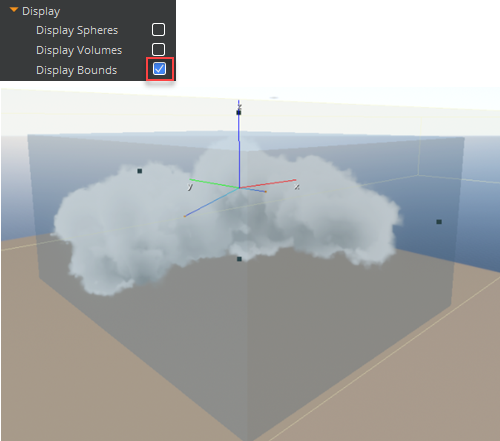 Display
Display Spheres
Display Volumes
Display Bounds
z
y
x